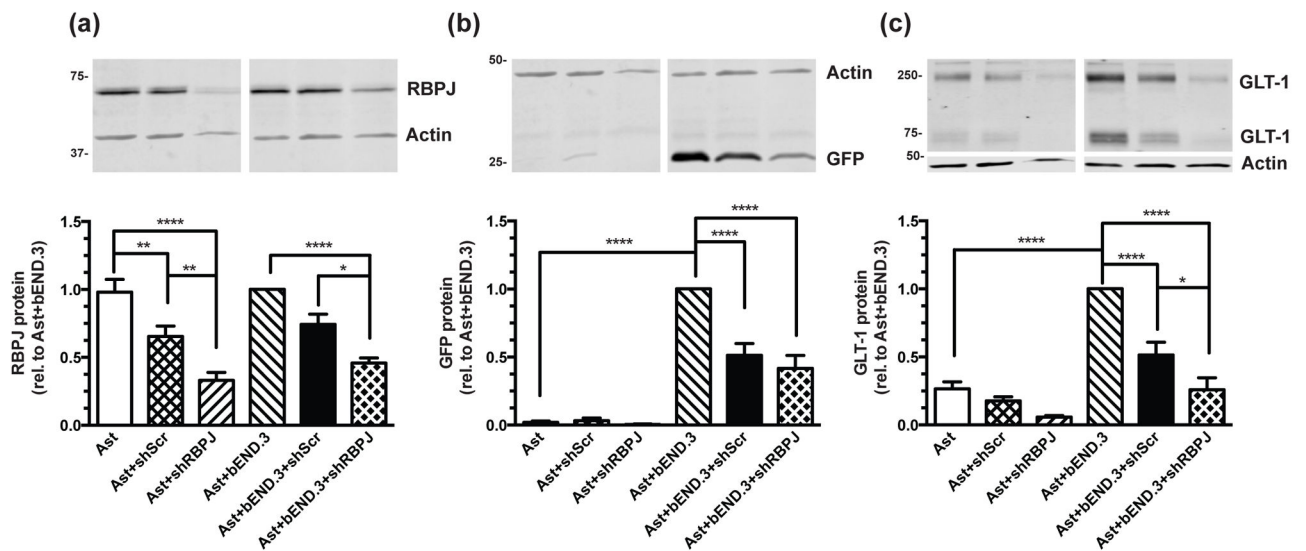 (a)
75-
RBPJ
Actin
37-
RBPJ protein
(rel. to Ast+bEND.3)
1.5
1.0
0.5
0.0
****
**
**
****
*
Ast
Ast+shScr
Ast+shRBPJ
Ast+bEND.3
Ast+bEND.3+shScr
Ast+bEND.3+shRBPJ
(b)
50-
Actin
25-
GFP
GFP protein
(rel. to Ast+bEND.3)
1.5
1.0
0.5
0.0
****
****
****
Ast
Ast+shScr
Ast+shRBPJ
Ast+bEND.3
Ast+bEND.3+shScr
Ast+bEND.3+shRBPJ
(c)
250-
GLT-1
75-
GLT-1
50-
Actin
GLT-1 protein
(rel. to Ast+bEND.3)
1.5
1.0
0.5
0.0
****
****
****
*
Ast
Ast+shScr
Ast+shRBPJ
Ast+bEND.3
Ast+bEND.3+shScr
Ast+bEND.3+shRBPJ